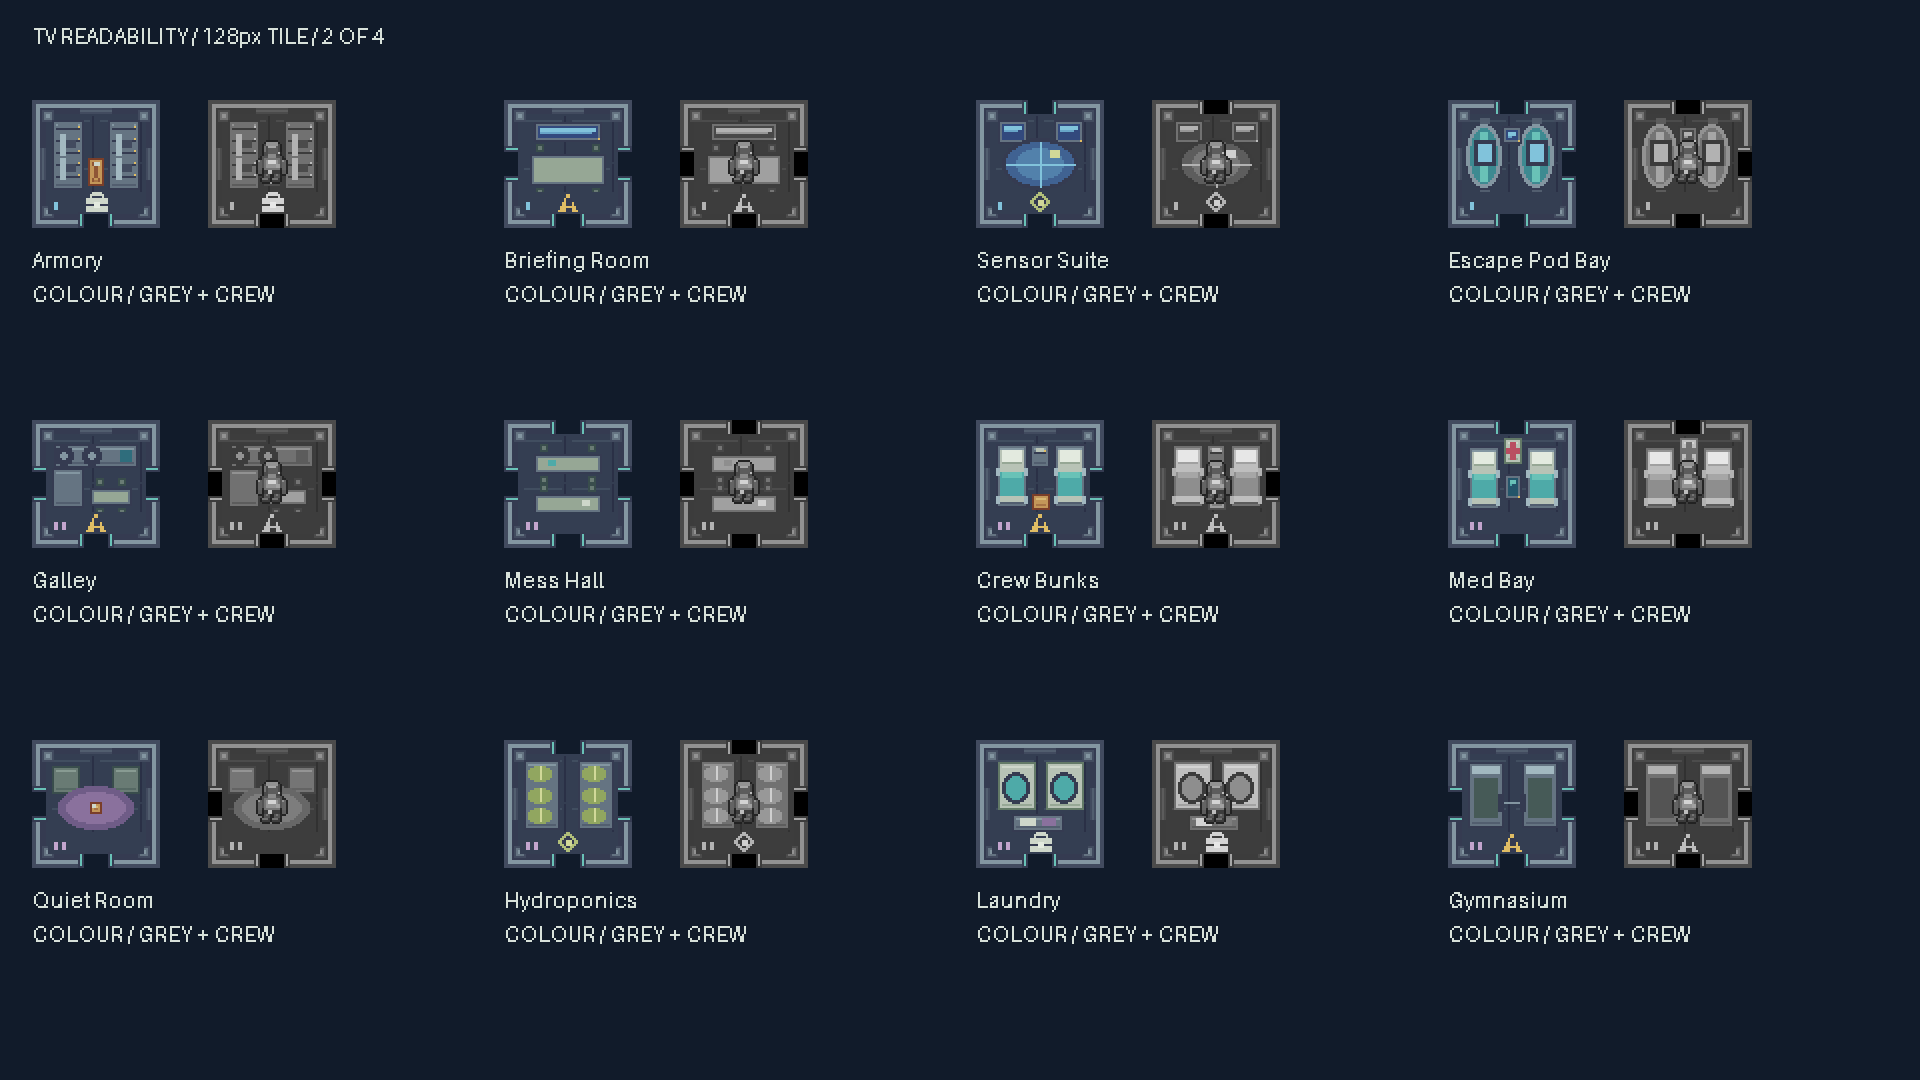 TV READABILITY / 128px TILE / 2 OF 4
Armory
COLOUR / GREY + CREW
Briefing Room
COLOUR / GREY + CREW
Sensor Suite
COLOUR / GREY + CREW
Escape Pod Bay
COLOUR / GREY + CREW
Galley
COLOUR / GREY + CREW
Mess Hall
COLOUR / GREY + CREW
Crew Bunks
COLOUR / GREY + CREW
Med Bay
COLOUR / GREY + CREW
Quiet Room
COLOUR / GREY + CREW
Hydroponics
COLOUR / GREY + CREW
Laundry
COLOUR / GREY + CREW
Gymnasium
COLOUR / GREY + CREW